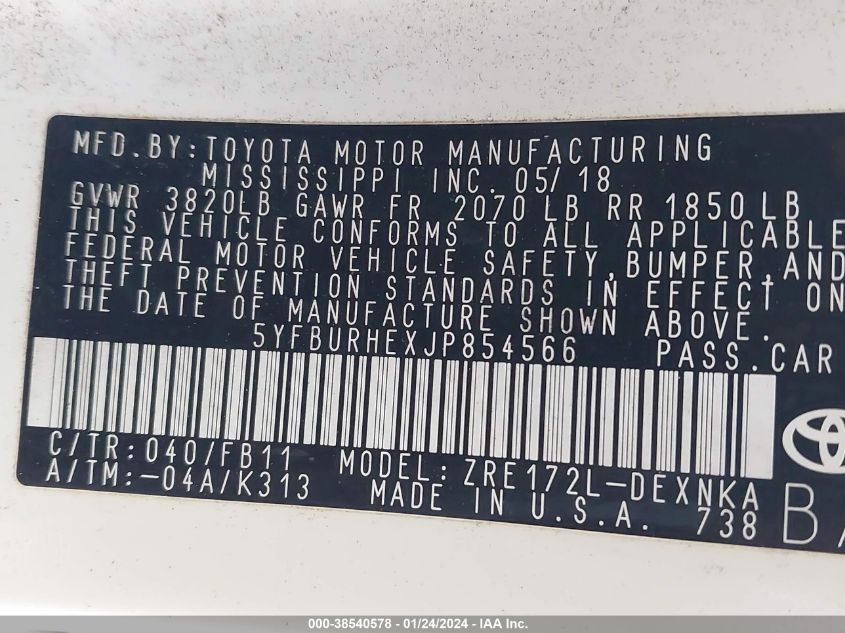 MFD.BY:TOYOTA MOTOR MANUFACTURING
MISSISSIPPI INC. 05/18
GVWR 3820LB GAWR FR 2070 LB RR 1850 LB
THIS VEHICLE CONFORMS TO ALL APPLICABLE
FEDERAL MOTOR VEHICLE SAFETY, BUMPER, AND
THEFT PREVENTION STANDARDS IN EFFECT ON
THE DATE OF MANUFACTURE SHOWN ABOVE.
5YFBURHEXJP854566 PASS.CAR
C/TR: 040/FB11 MODEL: ZRE172L-DEXNKA
A/TM:-04A/K313 MADE IN U.S.A. 738 B
000-38540578 - 01/24/2024 - IAA Inc.